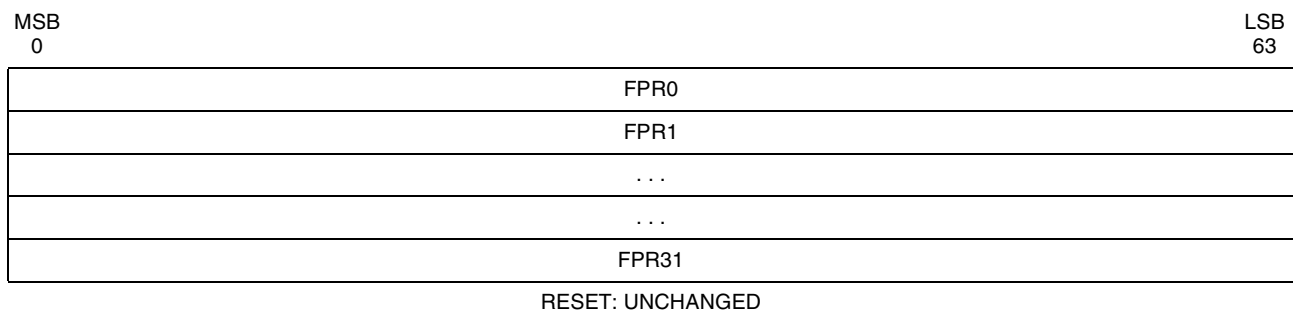 MSB LSB
0 63
FPR0
FPR1
. . .
. . .
FPR31
RESET: UNCHANGED